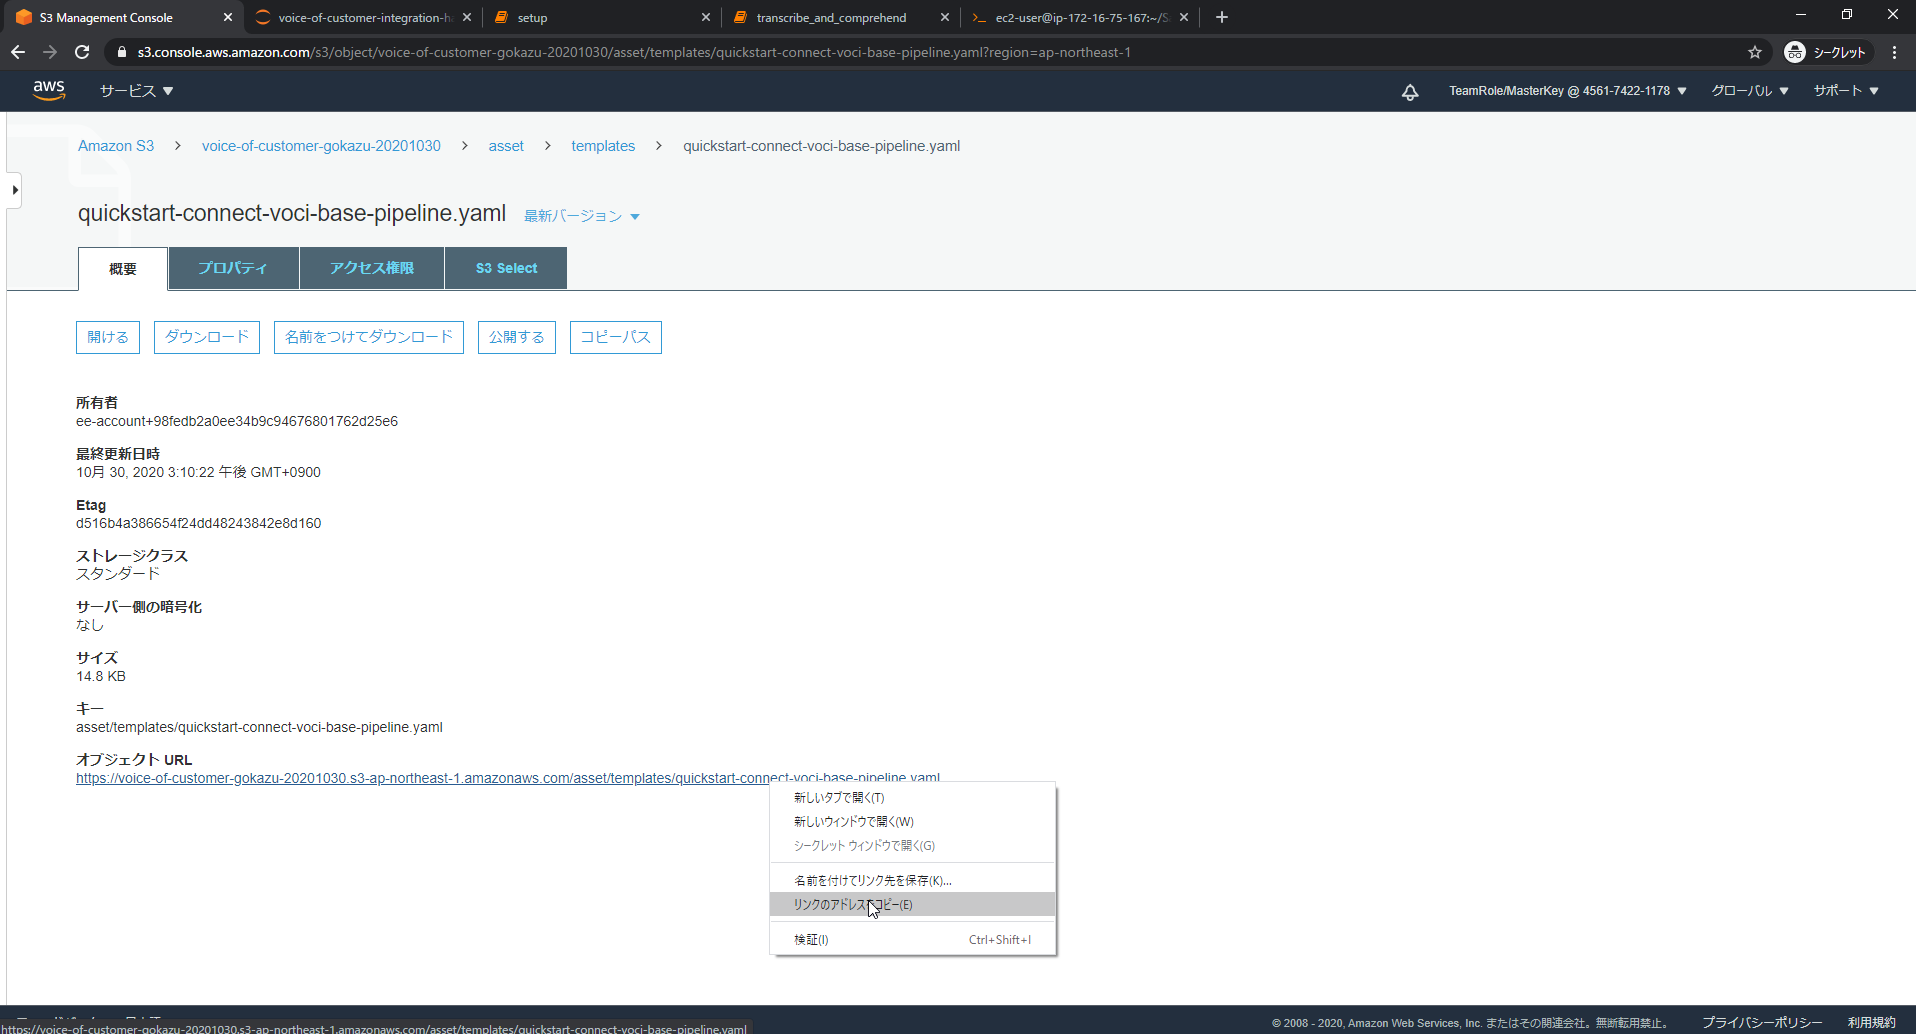 S3 Management Console
voice-of-customer-integration-ha
setup
transcribe_and_comprehend
ec2-user@ip-172-16-75-167:~/S
s3.console.aws.amazon.com/s3/object/voice-of-customer-gokazu-20201030/asset/templates/quickstart-connect-voci-base-pipeline.yaml?region=ap-northeast-1
シークレット
aws
サービス
TeamRole/MasterKey @ 4561-7422-1178
グローバル
サポート
Amazon S3 > voice-of-customer-gokazu-20201030 > asset > templates > quickstart-connect-voci-base-pipeline.yaml
quickstart-connect-voci-base-pipeline.yaml 最新バージョン
概要
プロパティ
アクセス権限
S3 Select
開ける
ダウンロード
名前をつけてダウンロード
公開する
コピーパス
所有者
ee-account+98fedb2a0ee34b9c94676801762d25e6
最終更新日時
10月 30, 2020 3:10:22 午後 GMT+0900
Etag
d516b4a386654f24dd48243842e8d160
ストレージクラス
スタンダード
サーバー側の暗号化
なし
サイズ
14.8 KB
キー
asset/templates/quickstart-connect-voci-base-pipeline.yaml
オブジェクト URL
https://voice-of-customer-gokazu-20201030.s3-ap-northeast-1.amazonaws.com/asset/templates/quickstart-connect-voci-base-pipeline.yaml
新しいタブで開く(T)
新しいウィンドウで開く(W)
シークレット ウィンドウで開く(G)
名前を付けてリンク先を保存(K)...
リンクのアドレスをコピー(E)
検証(I) Ctrl+Shift+I
https://voice-of-customer-gokazu-20201030.s3-ap-northeast-1.amazonaws.com/asset/templates/quickstart-connect-voci-base-pipeline.yaml
© 2008 - 2020, Amazon Web Services, Inc. またはその関連会社。無断転用禁止。
プライバシーポリシー
利用規約